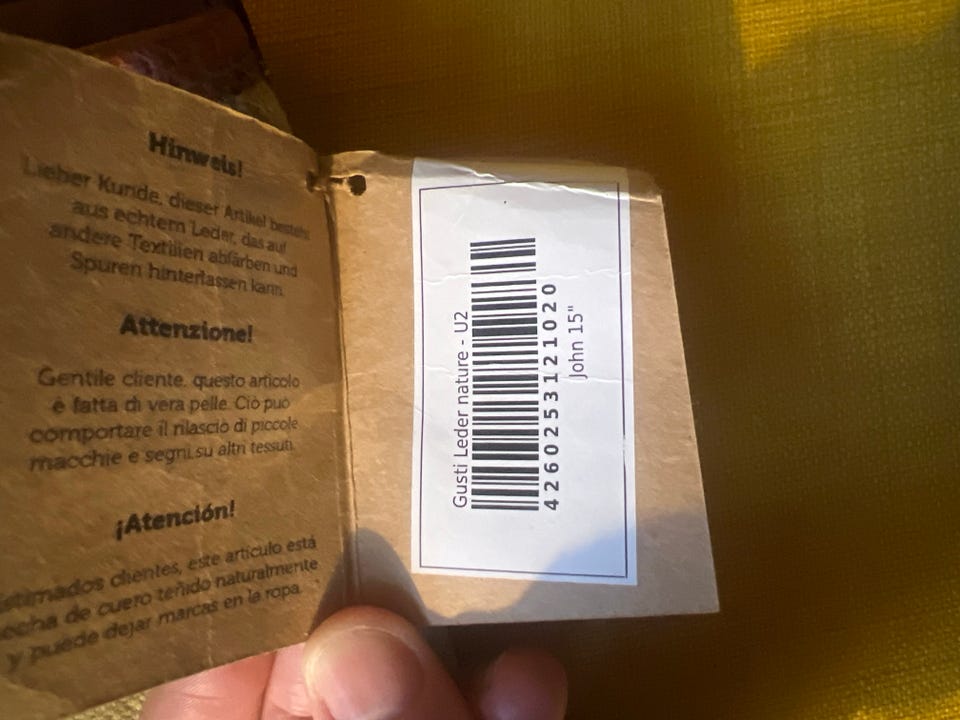 Hinweis!
Lieber Kunde, dieser Artikel besteht
aus echtem Leder, das auf
andere Textilien abfärben und
Spuren hinterlassen kann.
Attenzione!
Gentile cliente, questo articolo
è fatta di vera pelle. Ciò può
comportare il rilascio di piccole
macchie e segni su altri tessuti.
¡Atención!
Estimados clientes, este artículo está
hecha de cuero teñido naturalmente
y puede dejar marcas en la ropa.
Gusti Leder nature - U2
4260253121020
John 15"